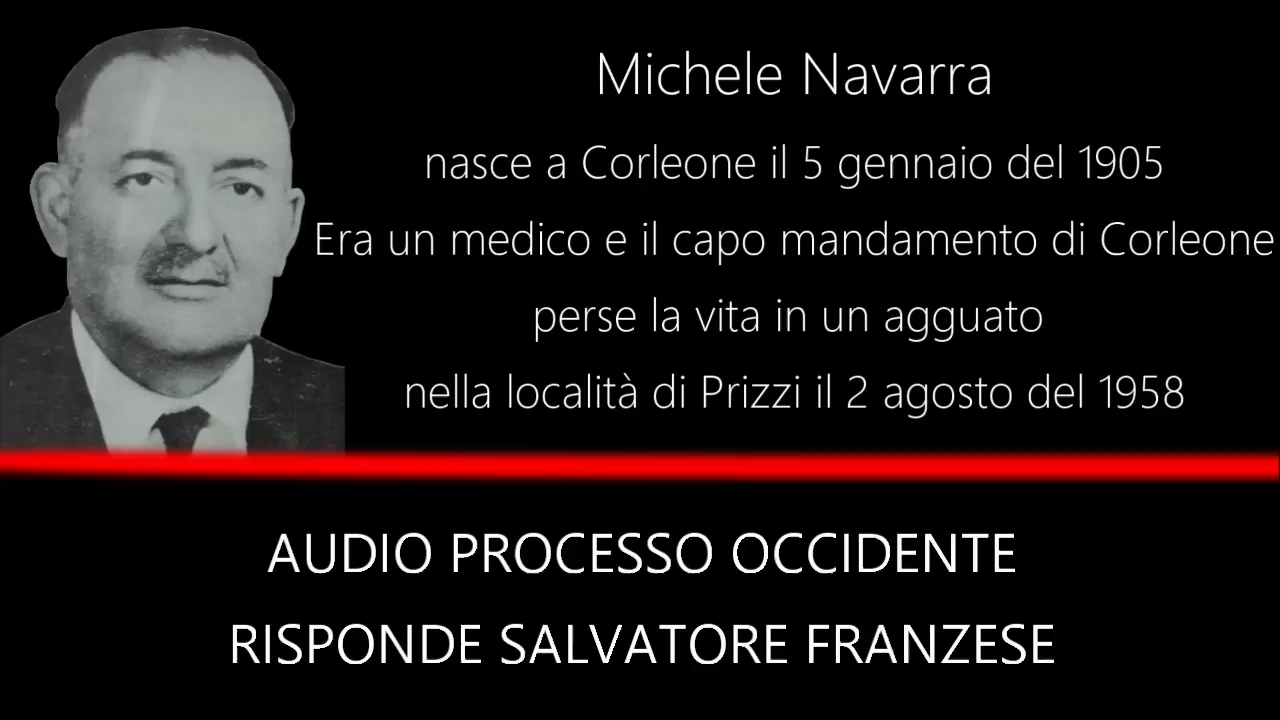 Michele Navarra
nasce a Corleone il 5 gennaio del 1905
Era un medico e il capo mandamento di Corleone
perse la vita in un agguato
nella località di Prizzi il 2 agosto del 1958
AUDIO PROCESSO OCCIDENTE
RISPONDE SALVATORE FRANZESE